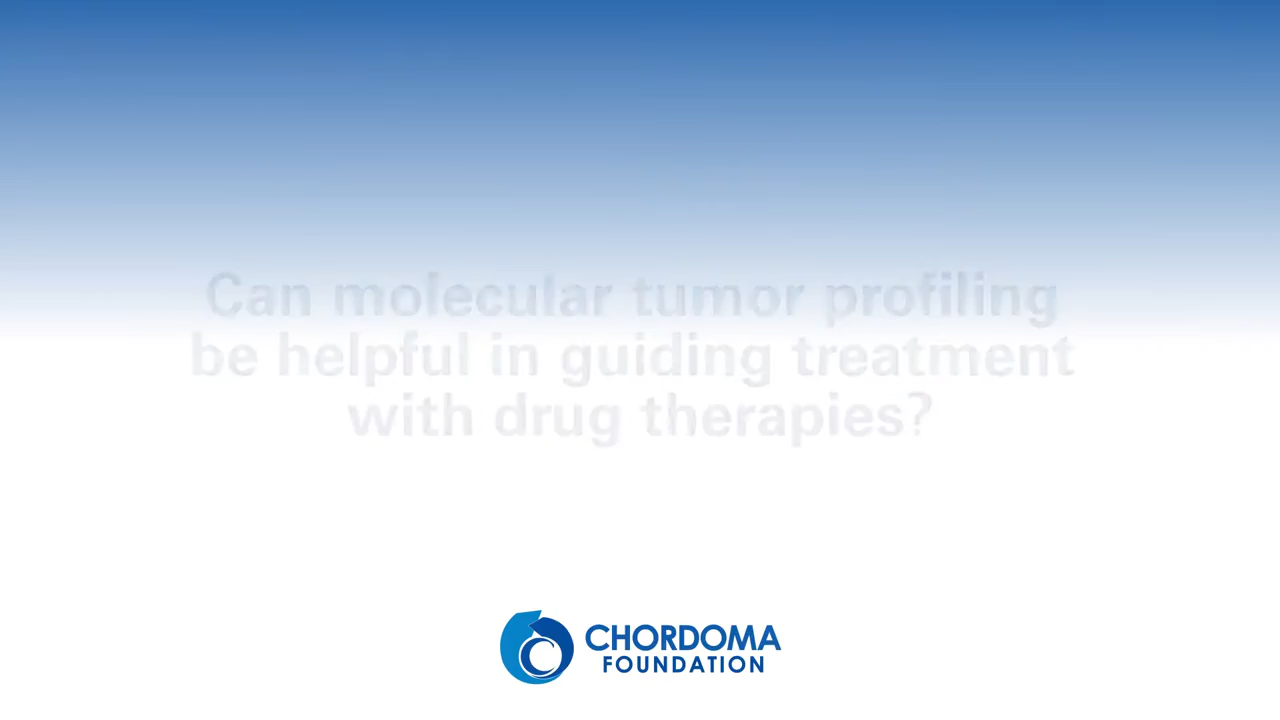 Can molecular tumor profiling
be helpful in guiding treatment
with drug therapies?
CHORDOMA
FOUNDATION